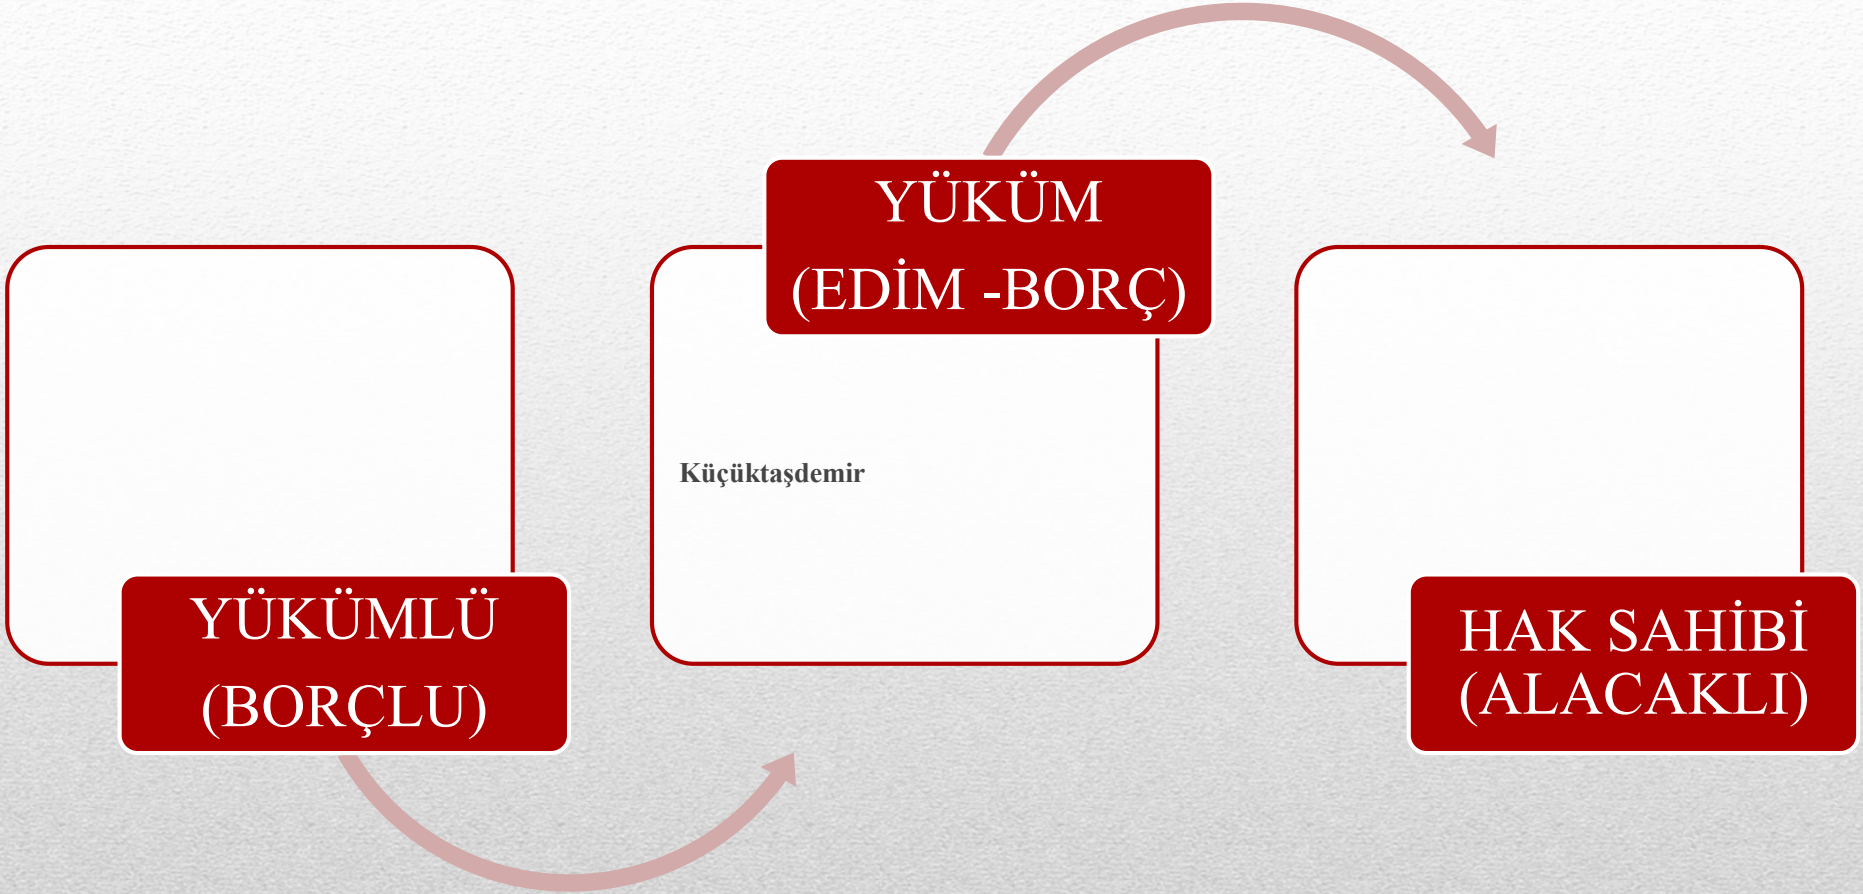 YÜKÜMLÜ
(BORÇLU)
YÜKÜM
(EDİM -BORÇ)
Küçüktaşdemir
HAK SAHİBİ
(ALACAKLI)